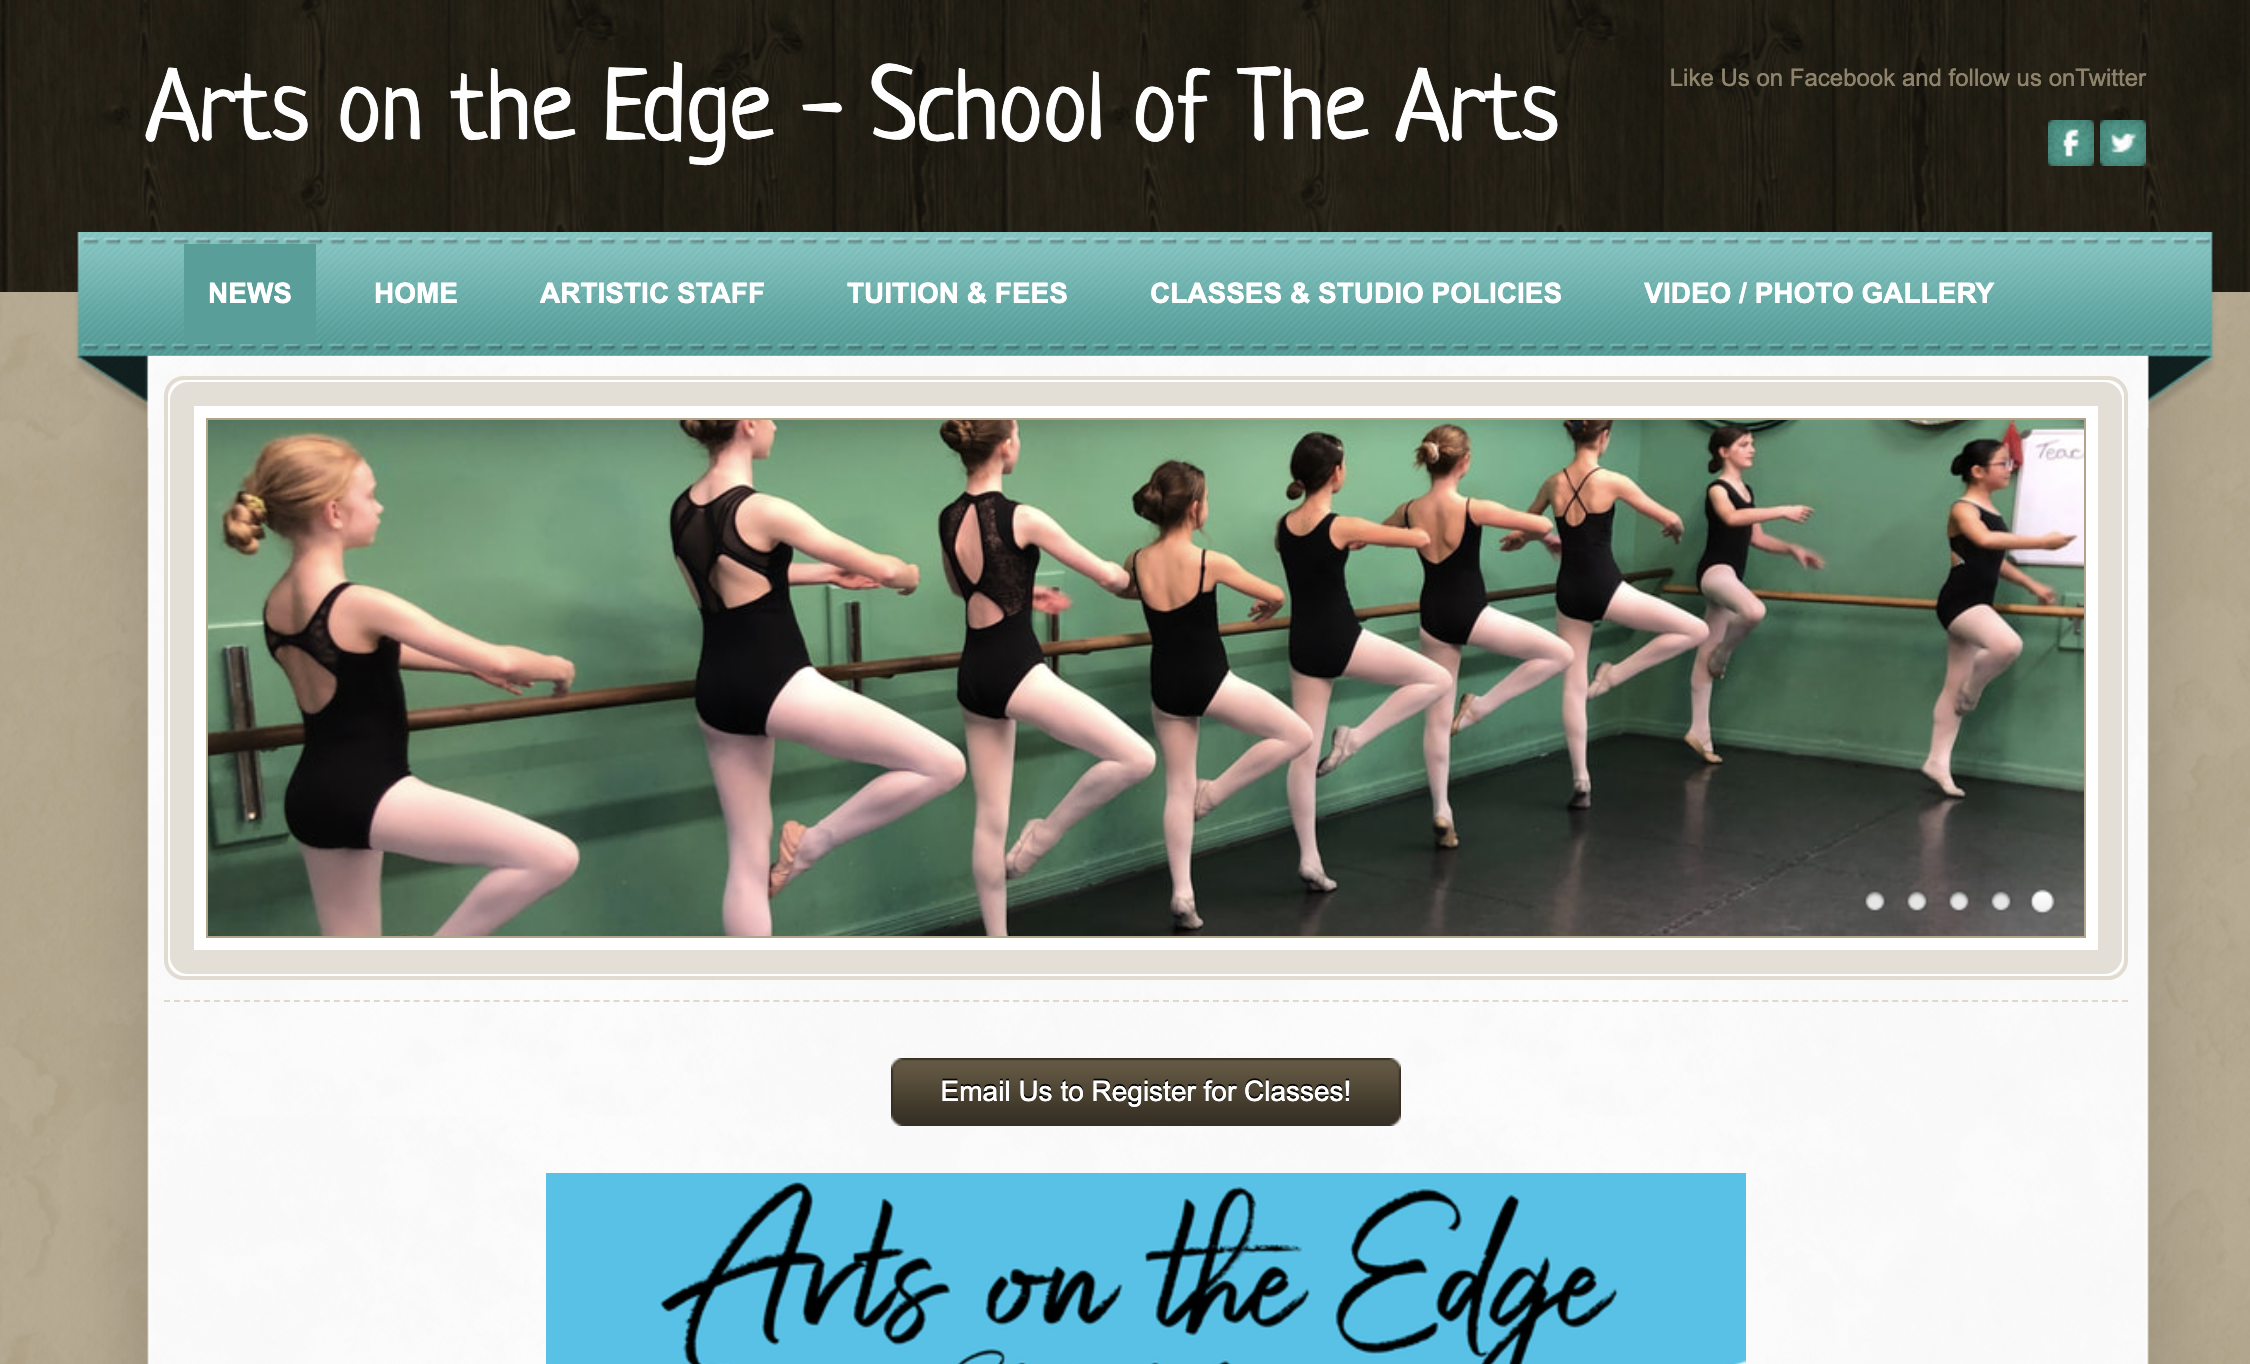 Arts on the Edge - School of The Arts
Like Us on Facebook and follow us onTwitter
NEWS
HOME
ARTISTIC STAFF
TUITION & FEES
CLASSES & STUDIO POLICIES
VIDEO / PHOTO GALLERY
Teac
Email Us to Register for Classes!
Arts on the Edge